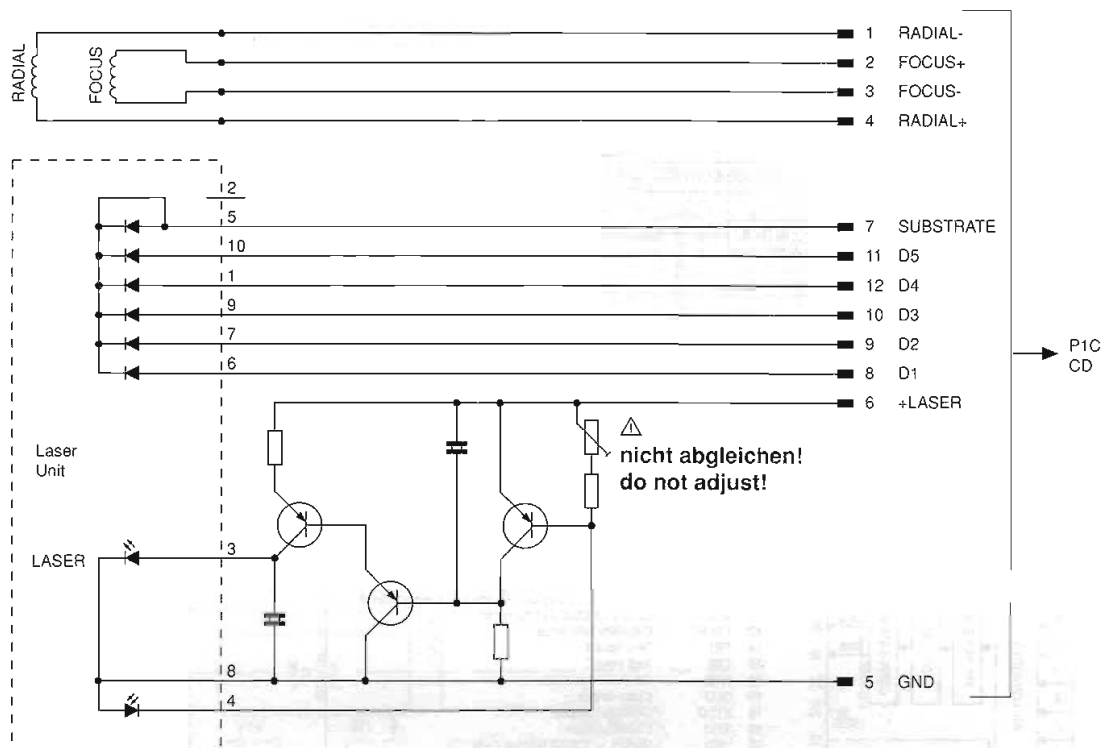 RADIAL
FOCUS
1 RADIAL-
2 FOCUS+
3 FOCUS-
4 RADIAL+
2
5
7 SUBSTRATE
10
11 D5
1
12 D4
9
10 D3
7
9 D2
6
8 D1
P1C
CD
6 +LASER
nicht abgleichen!
do not adjust!
Laser
Unit
LASER
3
8
5 GND
4